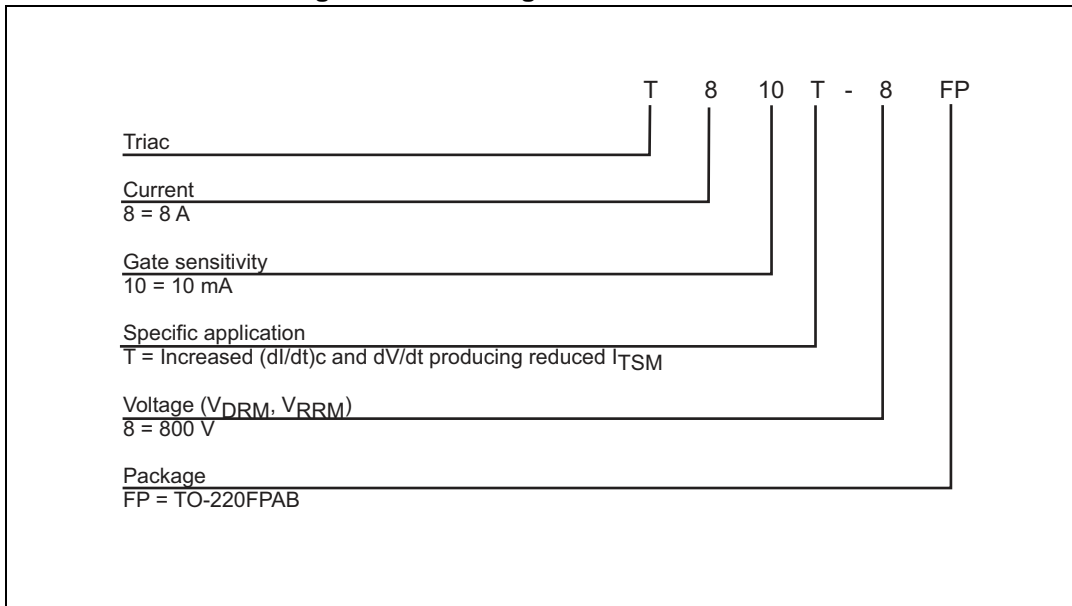 T 8 10 T - 8 FP
Triac
Current
8 = 8 A
Gate sensitivity
10 = 10 mA
Specific application
T = Increased (dI/dt)c and dV/dt producing reduced ITSM
Voltage (VDRM, VRRM)
8 = 800 V
Package
FP = TO-220FPAB